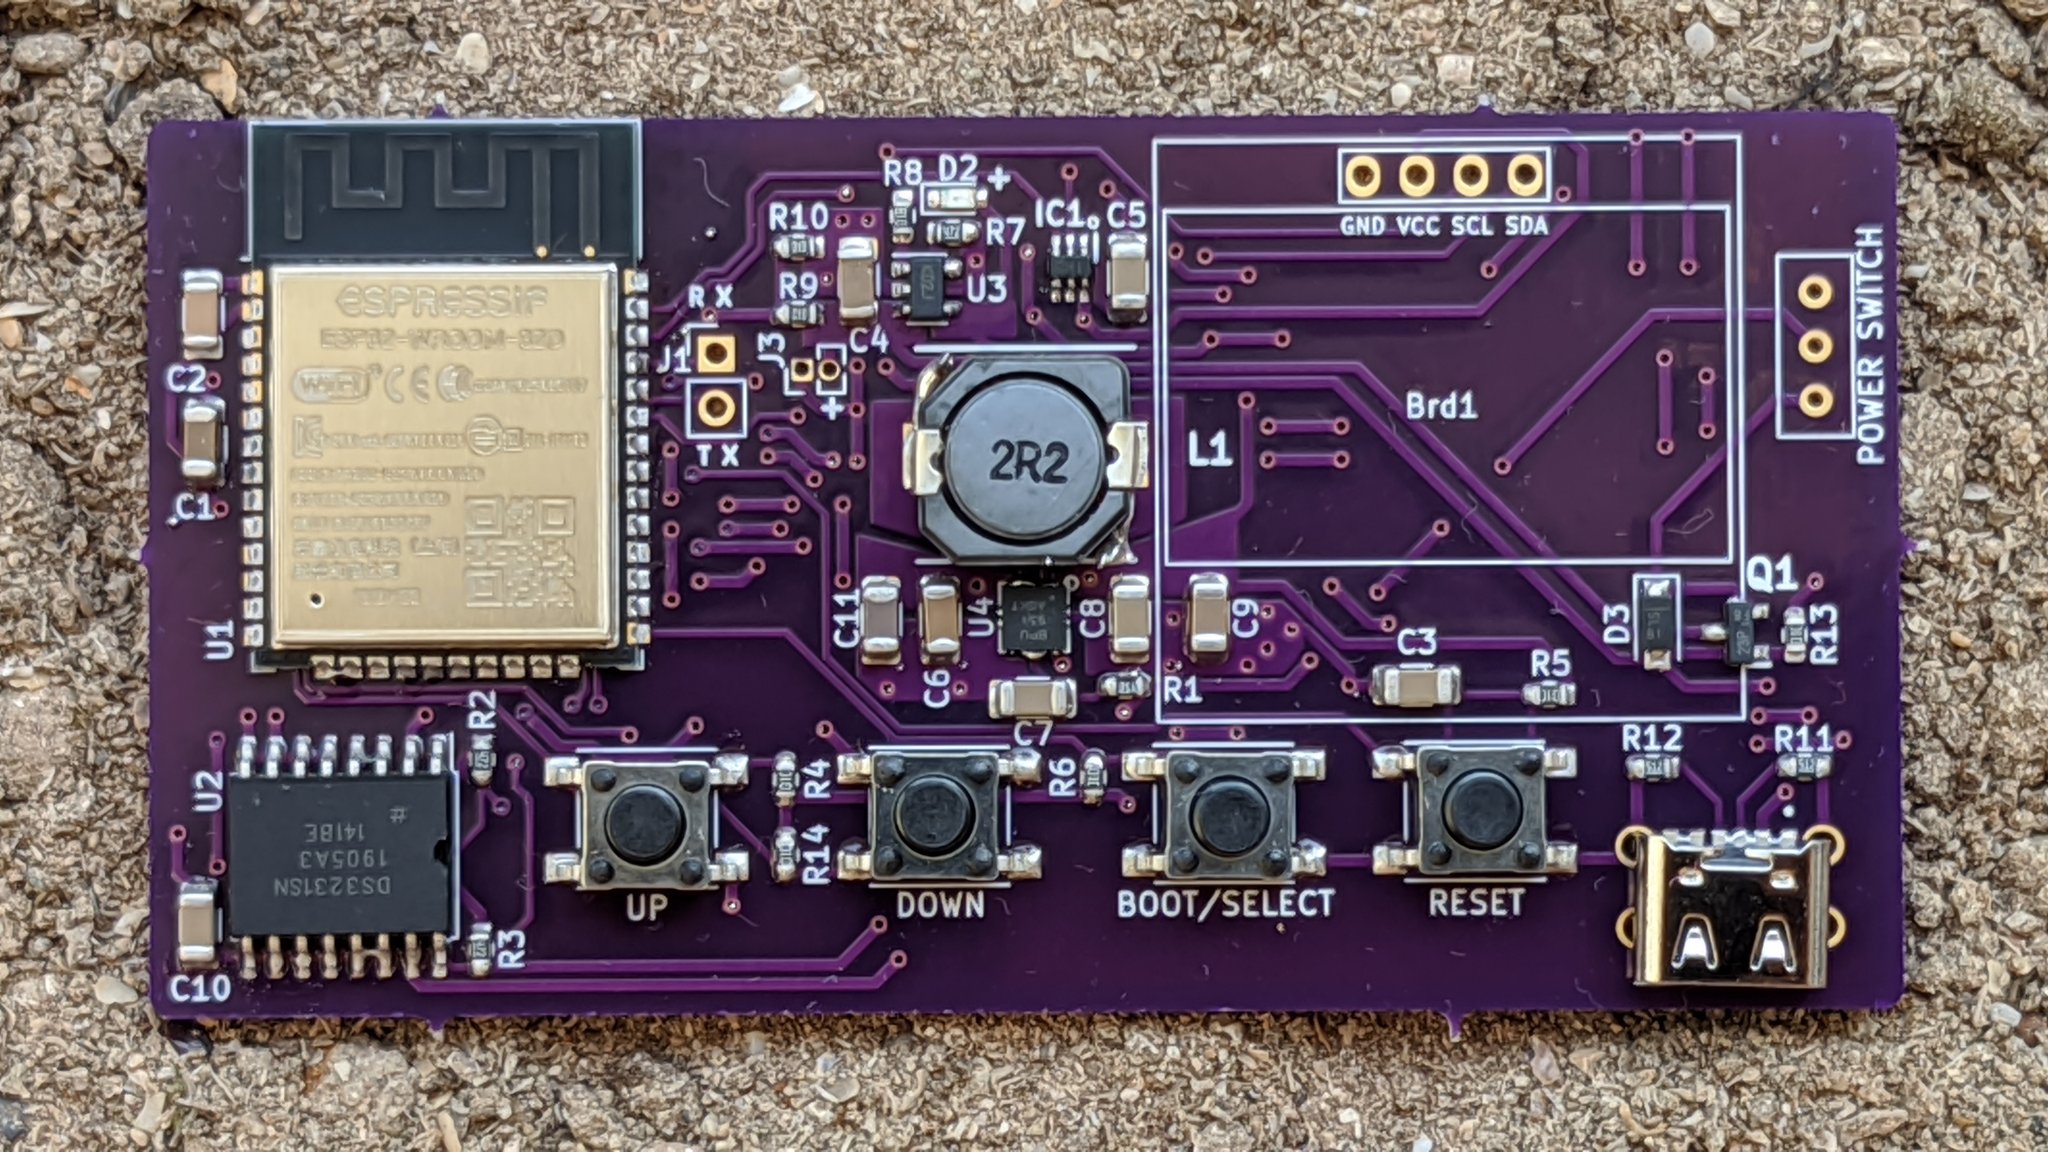 R8 D2 +
R10
R7
IC1 C5
GND VCC SCL SDA
ESPRESSIF
ESP32-WROOM-32D
WiFi CE
R9
U3
RX
J1
J3
C4
+
TX
C2
C1
2R2
L1
Brd1
POWER SWITCH
U1
C11
C6
U4
C8
C9
C3
R5
D3
Q1
R13
R1
C7
R2
U2
R4
R6
R12
R11
DS3231SN
1905A3
141BE
#
R14
R3
C10
UP
DOWN
BOOT/SELECT
RESET